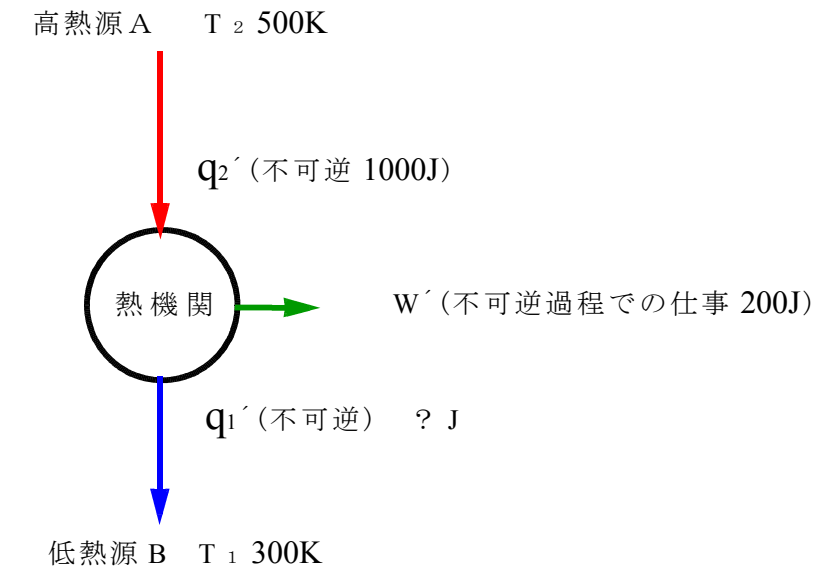 高熱源A T₂ 500K
q₂´(不可逆 1000J)
熱機関
W´(不可逆過程での仕事 200J)
q₁´(不可逆) ? J
低熱源B T₁ 300K